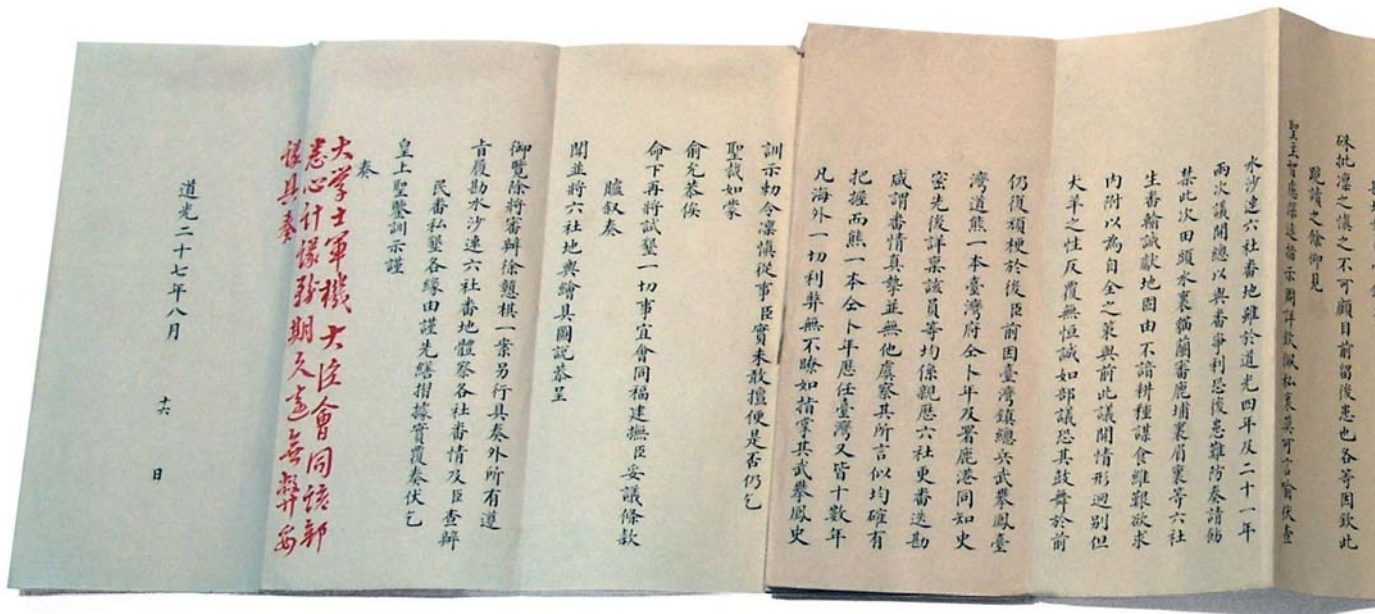 硃批凜之慎之不可顧目前留後患也各等因欽此
跪讀之餘仰見
聖主智慮深遠指示周詳欽佩私衷莫可言喻伏查
水沙連六社番地雖於道光四年及二十一年
兩次議開總以與番爭利恐後患難防奏請飭
禁此次田頭水裏貓蘭審鹿埔裏眉裏等六社
生番輸誠獻地固由不諳耕種謀食維艱欲求
內附以為自全之策與前此議開情形迥別但
犬羊之性反覆無恒誠如部議恐其鼓舞於前
仍復頑梗於後臣前因臺灣鎮總兵武攀鳳臺
灣道熊一本臺灣府仝卜年及署鹿港同知史
密先後詳稟該員等均係親歷六社更番迭勘
咸謂番情真摯並無他虞察其所言似均確有
把握而熊一本仝卜年歷任臺灣又皆十數年
凡海外一切利弊無不瞭如指掌其武攀鳳史
訓示勅令凜慎從事臣實未敢擅便是否仍乞
聖裁如蒙
俞允恭俟
命下再將試墾一切事宜會同福建撫臣妥議條款
臚叙奏
聞並將六社地輿繪具圖說恭呈
御覽除將審辦徐戇棋一案另行具奏外所有遵
旨履勘水沙連六社番地體察各社番情及臣查辦
民番私墾各緣由謹先繕摺據實覆奏伏乞
皇上聖鑒訓示謹
奏
大学士軍機大臣會同該部
悉心計議務期久遠無弊妥
議具奏
道光二十七年八月 十六 日